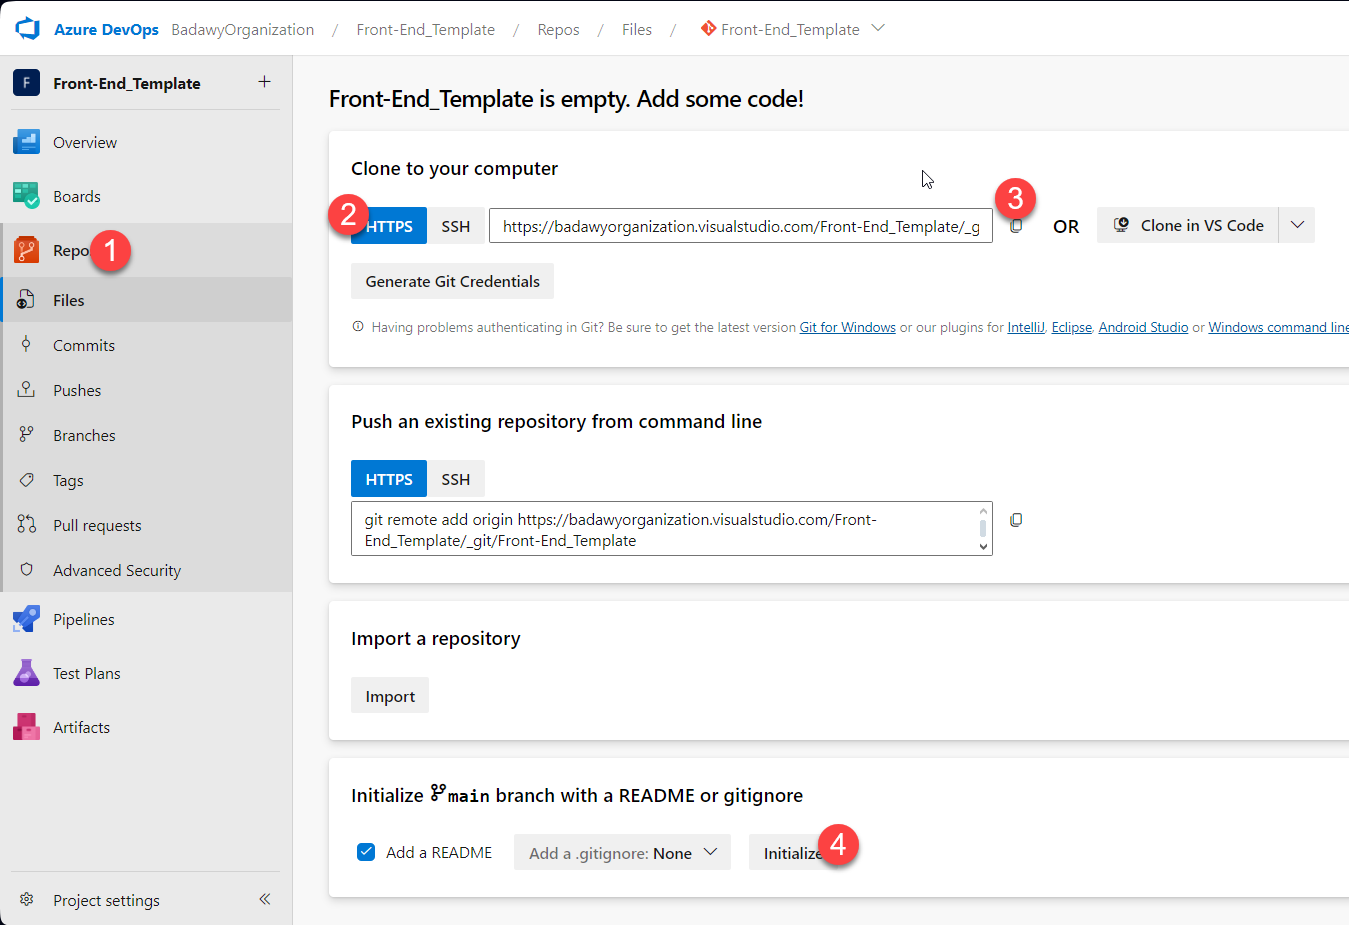 Azure DevOps BadawyOrganization / Front-End_Template / Repos / Files / Front-End_Template
F Front-End_Template +
Overview
Boards
Repo 1
Files
Commits
Pushes
Branches
Tags
Pull requests
Advanced Security
Pipelines
Test Plans
Artifacts
Project settings
Front-End_Template is empty. Add some code!
Clone to your computer
2 HTTPS SSH https://badawyorganization.visualstudio.com/Front-End_Template/_g 3 OR Clone in VS Code
Generate Git Credentials
Having problems authenticating in Git? Be sure to get the latest version Git for Windows or our plugins for IntelliJ, Eclipse, Android Studio or Windows command line
Push an existing repository from command line
HTTPS SSH
git remote add origin https://badawyorganization.visualstudio.com/Front-
End_Template/_git/Front-End_Template
Import a repository
Import
Initialize main branch with a README or gitignore
Add a README Add a .gitignore: None Initialize 4